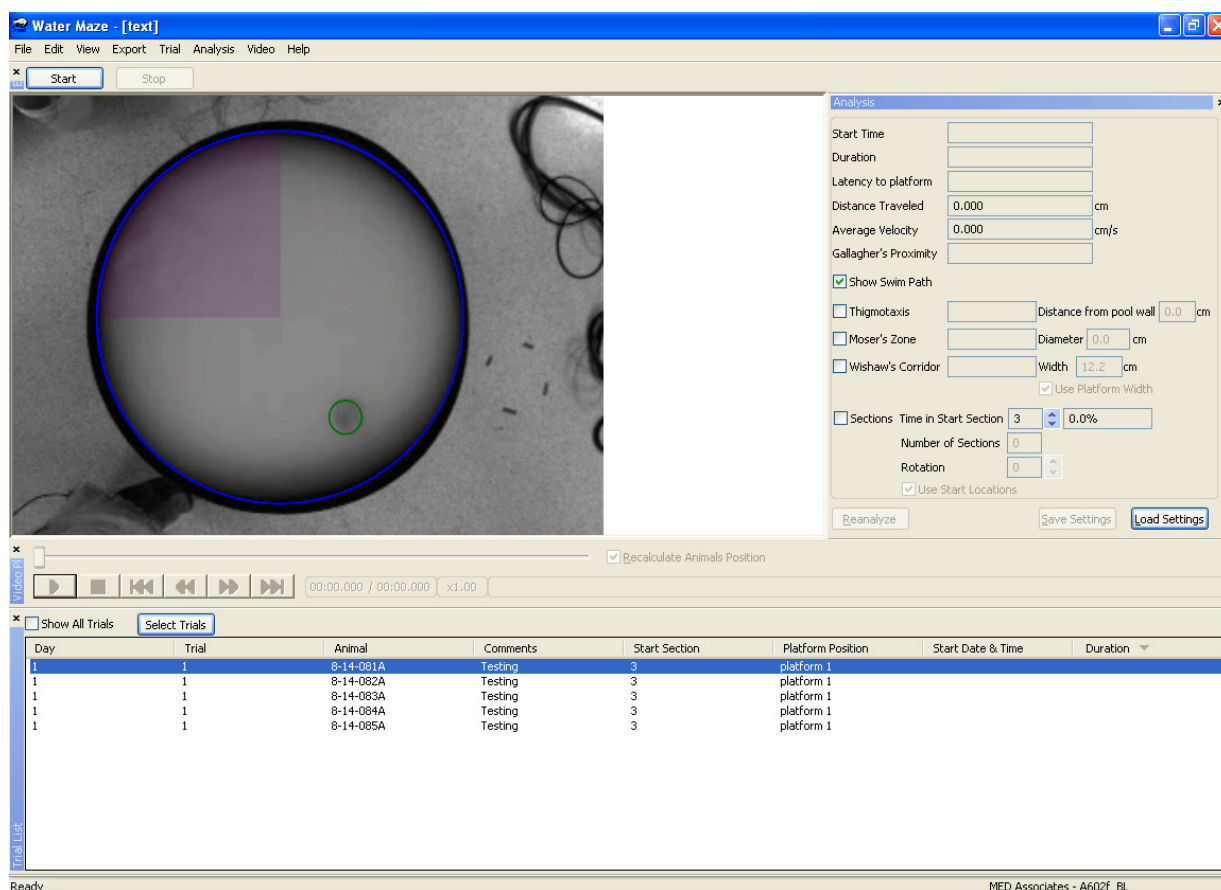 Water Maze - [text]
File Edit View Export Trial Analysis Video Help
Start Stop
Analysis
Start Time
Duration
Latency to platform
Distance Traveled 0.000 cm
Average Velocity 0.000 cm/s
Gallagher's Proximity
Show Swim Path
Thigmotaxis Distance from pool wall 0.0 cm
Moser's Zone Diameter 0.0 cm
Wishaw's Corridor Width 12.2 cm
Use Platform Width
Sections Time in Start Section 3 0.0%
Number of Sections 0
Rotation 0
Use Start Locations
Reanalyze Save Settings Load Settings
Video Pl
Recalculate Animals Position
00:00.000 / 00:00.000 x1.00
Trial List
Show All Trials Select Trials
Day Trial Animal Comments Start Section Platform Position Start Date & Time Duration
1 1 8-14-081A Testing 3 platform 1
1 1 8-14-082A Testing 3 platform 1
1 1 8-14-083A Testing 3 platform 1
1 1 8-14-084A Testing 3 platform 1
1 1 8-14-085A Testing 3 platform 1
Ready MED Associates - A602f_BL